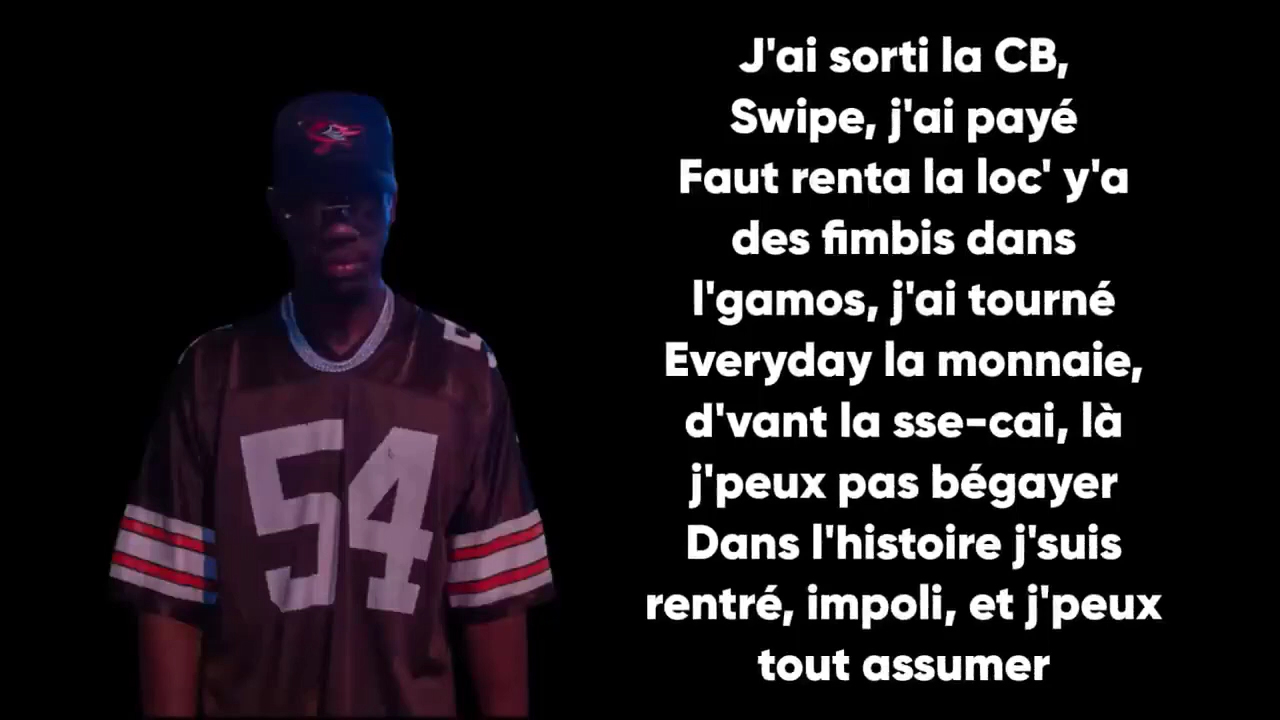 J'ai sorti la CB,
Swipe, j'ai payé
Faut renta la loc' y'a
des fimbis dans
l'gamos, j'ai tourné
Everyday la monnaie,
d'vant la sse-cai, là
j'peux pas bégayer
Dans l'histoire j'suis
rentré, impoli, et j'peux
tout assumer
54